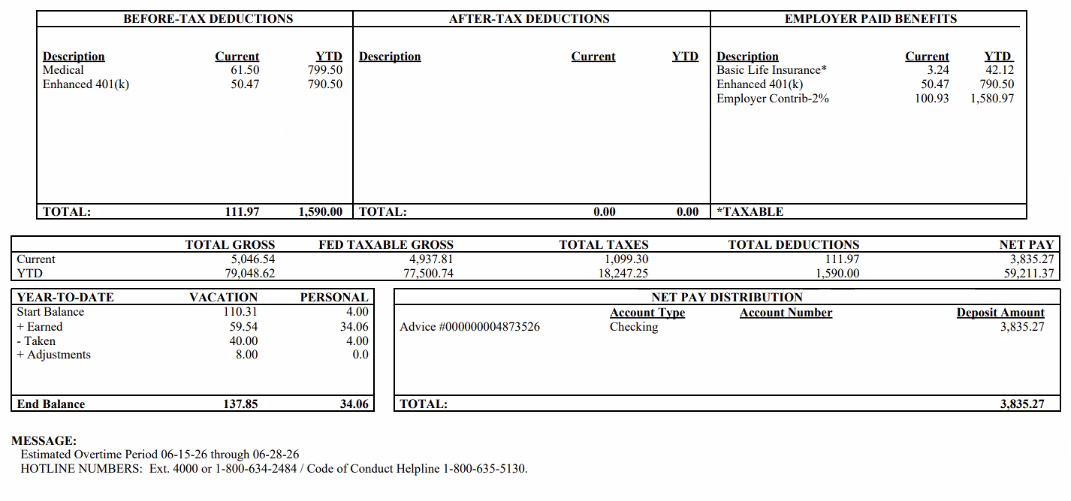 BEFORE-TAX DEDUCTIONS AFTER-TAX DEDUCTIONS EMPLOYER PAID BENEFITS
Description Current YTD Description Current YTD Description Current YTD
Medical 61.50 799.50 Basic Life Insurance* 3.24 42.12
Enhanced 401(k) 50.47 790.50 Enhanced 401(k) 50.47 790.50
Employer Contrib-2% 100.93 1,580.97
TOTAL: 111.97 1,590.00 TOTAL: 0.00 0.00 *TAXABLE
TOTAL GROSS FED TAXABLE GROSS TOTAL TAXES TOTAL DEDUCTIONS NET PAY
Current 5,046.54 4,937.81 1,099.30 111.97 3,835.27
YTD 79,048.62 77,500.74 18,247.25 1,590.00 59,211.37
YEAR-TO-DATE VACATION PERSONAL NET PAY DISTRIBUTION
Start Balance 110.31 4.00 Account Type Account Number Deposit Amount
+ Earned 59.54 34.06 Advice #000000004873526 Checking 3,835.27
- Taken 40.00 4.00
+ Adjustments 8.00 0.0
End Balance 137.85 34.06 TOTAL: 3,835.27
MESSAGE:
Estimated Overtime Period 06-15-26 through 06-28-26
HOTLINE NUMBERS: Ext. 4000 or 1-800-634-2484 / Code of Conduct Helpline 1-800-635-5130.